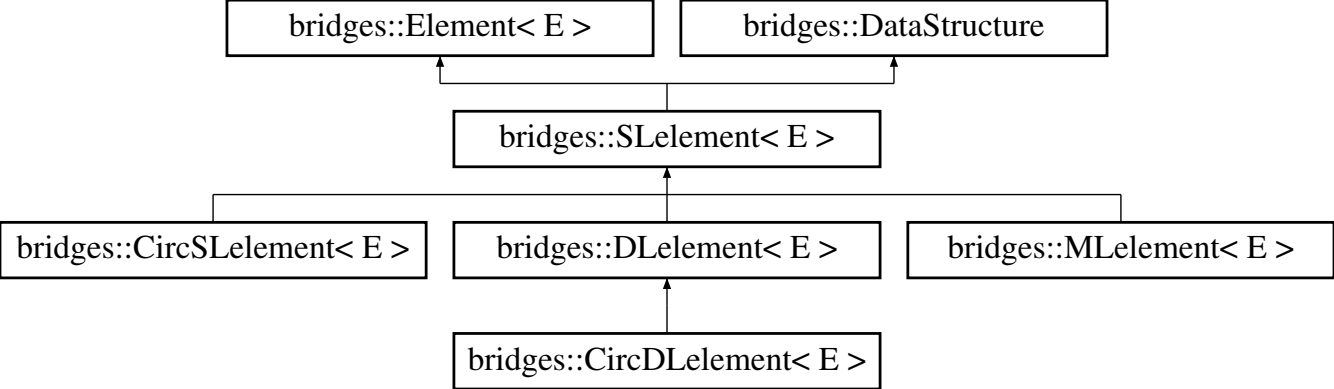 bridges::Element< E >
bridges::DataStructure
bridges::SLelement< E >
bridges::CircSLelement< E >
bridges::DLelement< E >
bridges::MLelement< E >
bridges::CircDLelement< E >